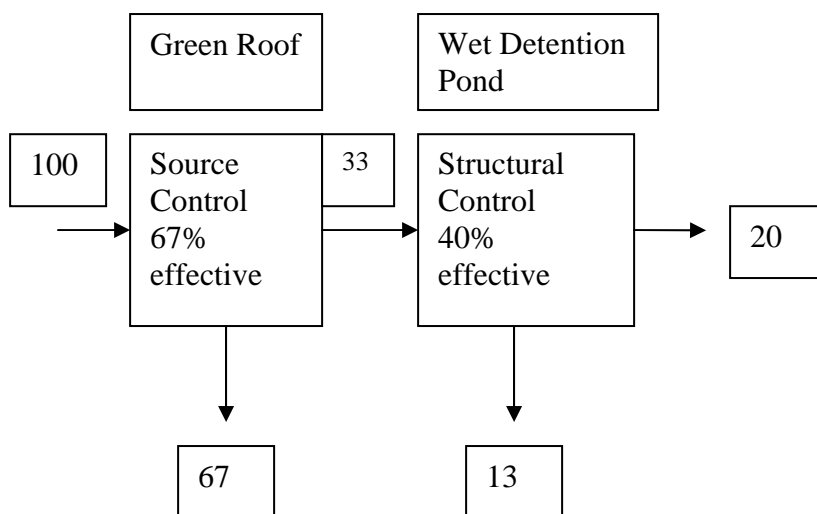 Green Roof
Wet Detention
Pond
100
Source
Control
67%
effective
33
Structural
Control
40%
effective
20
67
13